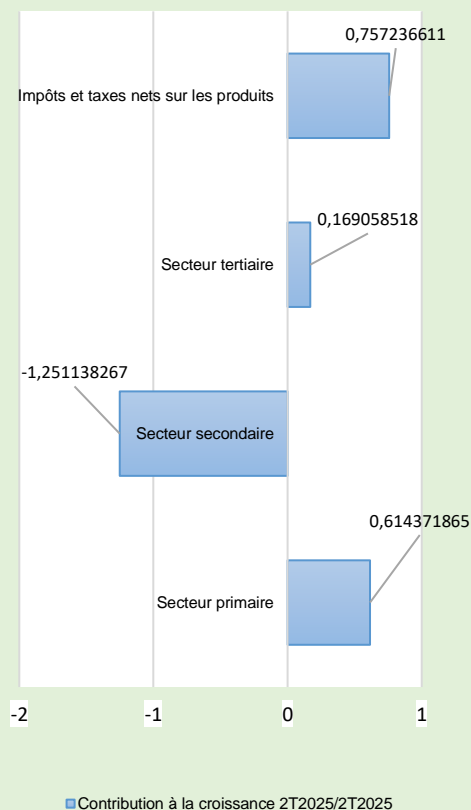 0,757236611
Impôts et taxes nets sur les produits
0,169058518
Secteur tertiaire
-1,251138267
Secteur secondaire
0,614371865
Secteur primaire
-2 -1 0 1
Contribution à la croissance 2T2025/2T2025